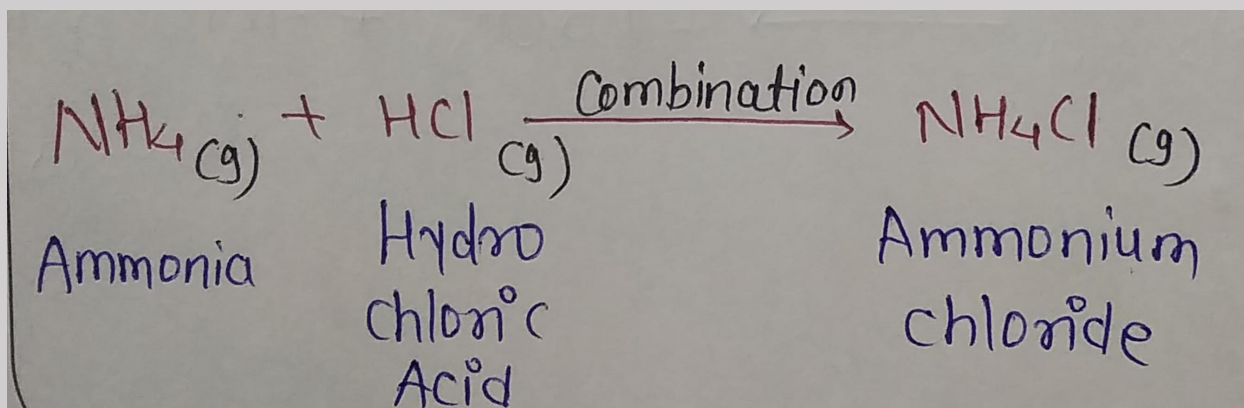 NH4(g) + HCl(g) Combination → NH4Cl (g)
Ammonia Hydro Ammonium
chloric chloride
Acid